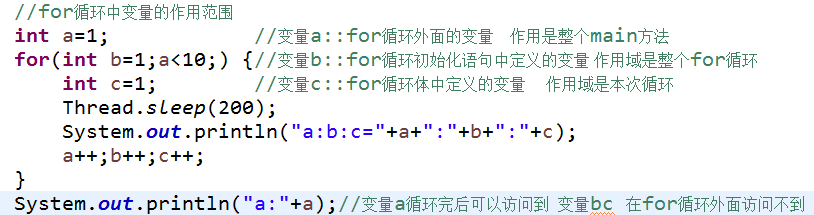 //for循环中变量的作用范围
int a=1;            //变量a::for循环外面的变量  作用是整个main方法
for(int b=1;a<10;) {//变量b::for循环初始化语句中定义的变量 作用域是整个for循环
    int c=1;        //变量c::for循环体中定义的变量   作用域是本次循环
    Thread.sleep(200);
    System.out.println("a:b:c="+a+":"+b+":"+c);
    a++;b++;c++;
}
System.out.println("a:"+a);//变量a循环完后可以访问到 变量bc 在for循环外面访问不到